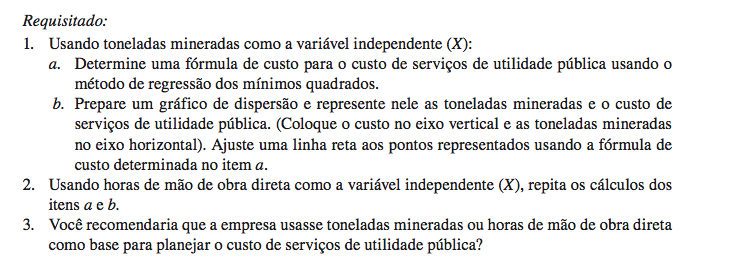 Requisitado:
1. Usando toneladas mineradas como a variável independente (X):
a. Determine uma fórmula de custo para o custo de serviços de utilidade pública usando o
método de regressão dos mínimos quadrados.
b. Prepare um gráfico de dispersão e represente nele as toneladas mineradas e o custo de
serviços de utilidade pública. (Coloque o custo no eixo vertical e as toneladas mineradas
no eixo horizontal). Ajuste uma linha reta aos pontos representados usando a fórmula de
custo determinada no item a.
2. Usando horas de mão de obra direta como a variável independente (X), repita os cálculos dos
itens a e b.
3. Você recomendaria que a empresa usasse toneladas mineradas ou horas de mão de obra direta
como base para planejar o custo de serviços de utilidade pública?